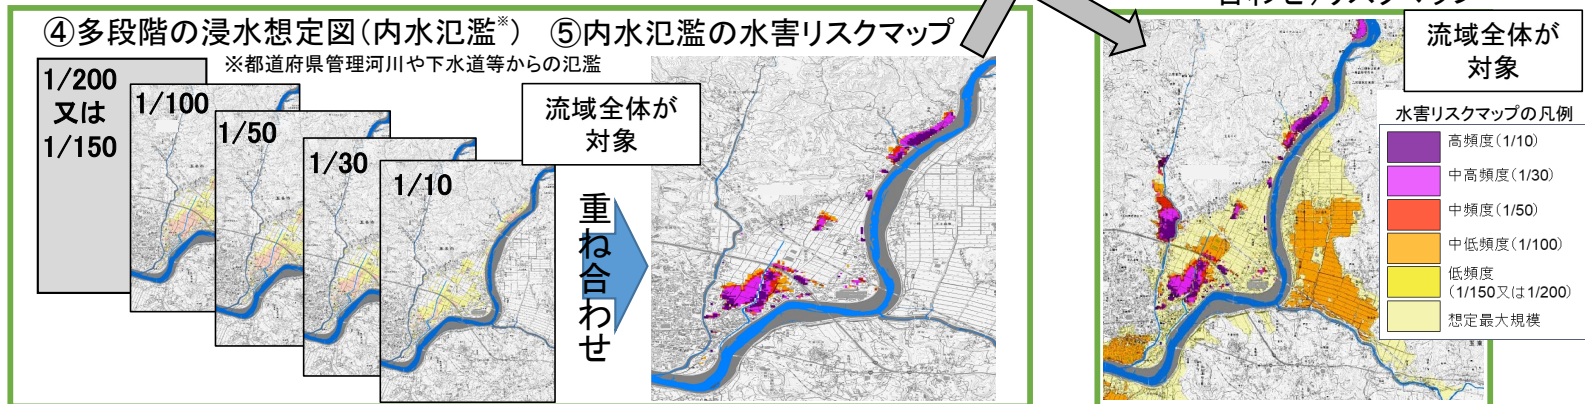 ④多段階の浸水想定図(内水氾濫※)
※都道府県管理河川や下水道等からの氾濫
1/200
又は
1/150
1/100
1/50
1/30
1/10
流域全体が
対象
重ね合わせ
⑤内水氾濫の水害リスクマップ
流域全体が
対象
水害リスクマップの凡例
高頻度(1/10)
中高頻度(1/30)
中頻度(1/50)
中低頻度(1/100)
低頻度
(1/150又は1/200)
想定最大規模